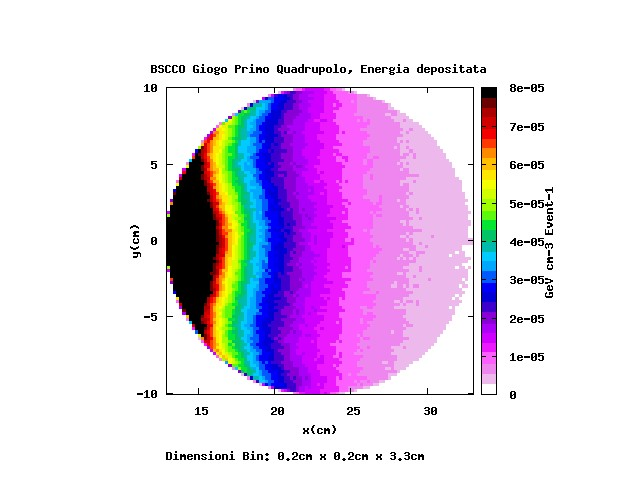 BSCCO Giogo Primo Quadrupolo, Energia depositata
10
5
0
-5
-10
y(cm)
15
20
25
30
x(cm)
8e-05
7e-05
6e-05
5e-05
4e-05
3e-05
2e-05
1e-05
0
GeV cm-3 Event-1
Dimensioni Bin: 0.2cm x 0.2cm x 3.3cm